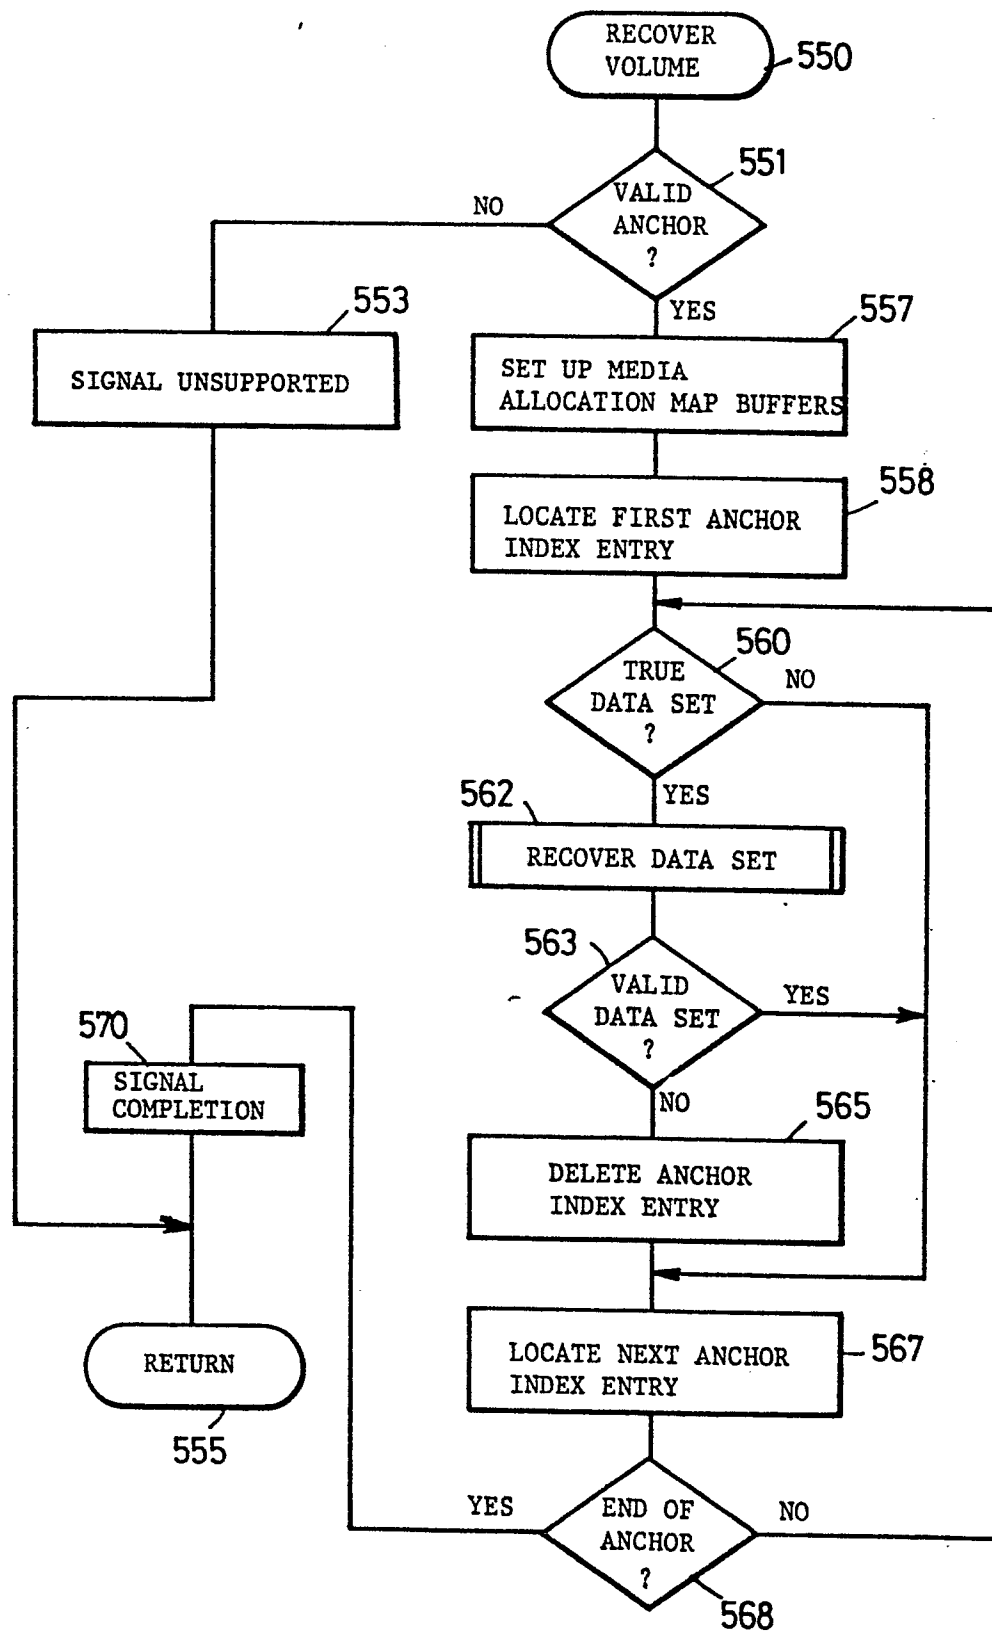 RECOVER
VOLUME
550
551
VALID
ANCHOR
?
NO
YES
553
SIGNAL UNSUPPORTED
557
SET UP MEDIA
ALLOCATION MAP BUFFERS
558
LOCATE FIRST ANCHOR
INDEX ENTRY
560
TRUE
DATA SET
?
NO
YES
562
RECOVER DATA SET
563
VALID
DATA SET
?
YES
NO
570
SIGNAL
COMPLETION
565
DELETE ANCHOR
INDEX ENTRY
567
LOCATE NEXT ANCHOR
INDEX ENTRY
RETURN
555
YES
END OF
ANCHOR
?
NO
568